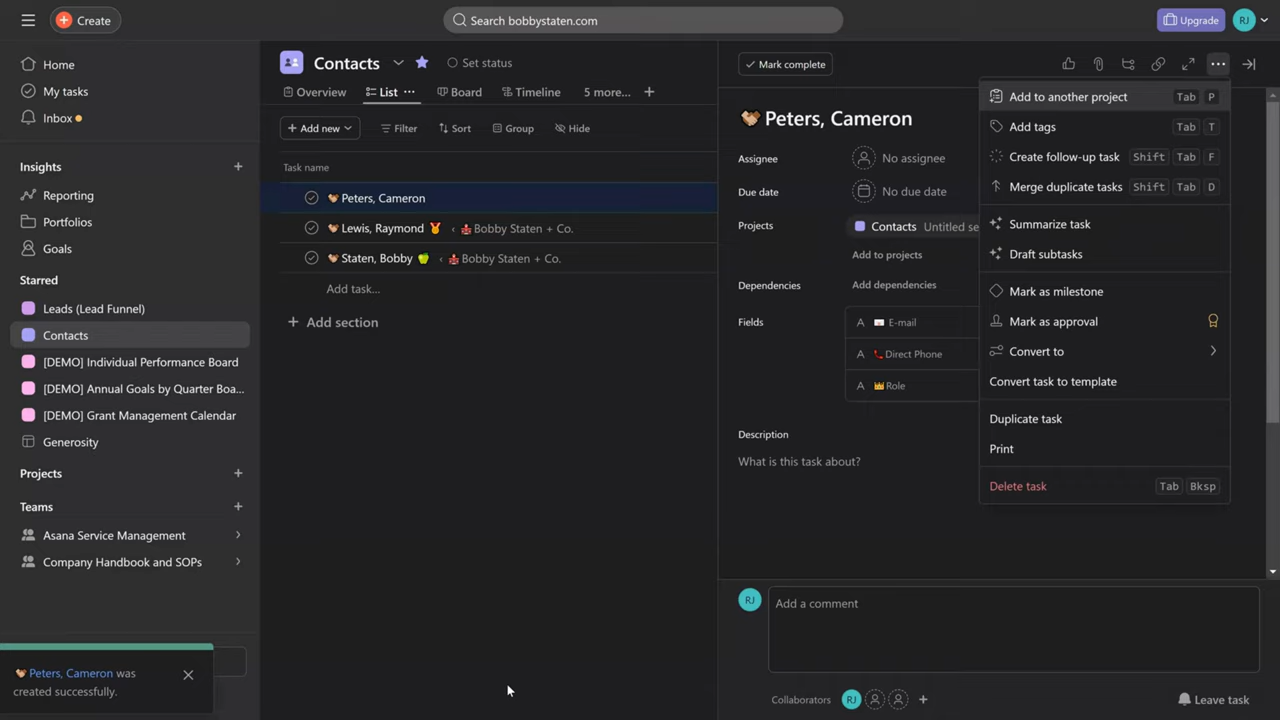 Create
Search bobbystaten.com
Upgrade
RJ
Home
My tasks
Inbox
Insights
Reporting
Portfolios
Goals
Starred
Leads (Lead Funnel)
Contacts
[DEMO] Individual Performance Board
[DEMO] Annual Goals by Quarter Boa...
[DEMO] Grant Management Calendar
Generosity
Projects
Teams
Asana Service Management
Company Handbook and SOPs
Peters, Cameron was
created successfully.
Contacts
Set status
Overview
List
Board
Timeline
5 more...
Add new
Filter
Sort
Group
Hide
Task name
Peters, Cameron
Lewis, Raymond ‹ Bobby Staten + Co.
Staten, Bobby ‹ Bobby Staten + Co.
Add task...
Add section
Mark complete
Peters, Cameron
Assignee No assignee
Due date No due date
Projects Contacts Untitled se
Add to projects
Dependencies Add dependencies
Fields A E-mail
A Direct Phone
A Role
Description
What is this task about?
Add to another project Tab P
Add tags Tab T
Create follow-up task Shift Tab F
Merge duplicate tasks Shift Tab D
Summarize task
Draft subtasks
Mark as milestone
Mark as approval
Convert to
Convert task to template
Duplicate task
Print
Delete task Tab Bksp
RJ
Add a comment
Collaborators RJ
Leave task